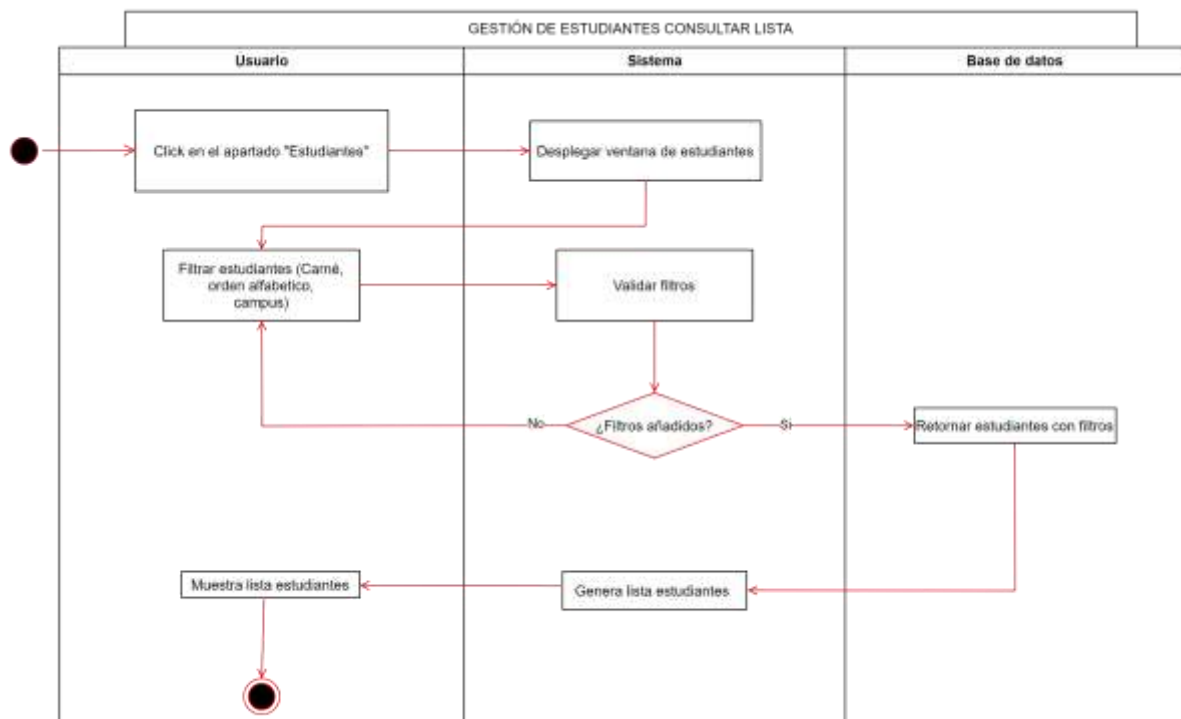 GESTIÓN DE ESTUDIANTES CONSULTAR LISTA
Usuario
Sistema
Base de datos
Click en el apartado "Estudiantes"
Desplegar ventana de estudiantes
Filtrar estudiantes (Carné,
orden alfabetico,
campus)
Validar filtros
No
¿Filtros añadidos?
Si
Retornar estudiantes con filtros
Muestra lista estudiantes
Genera lista estudiantes